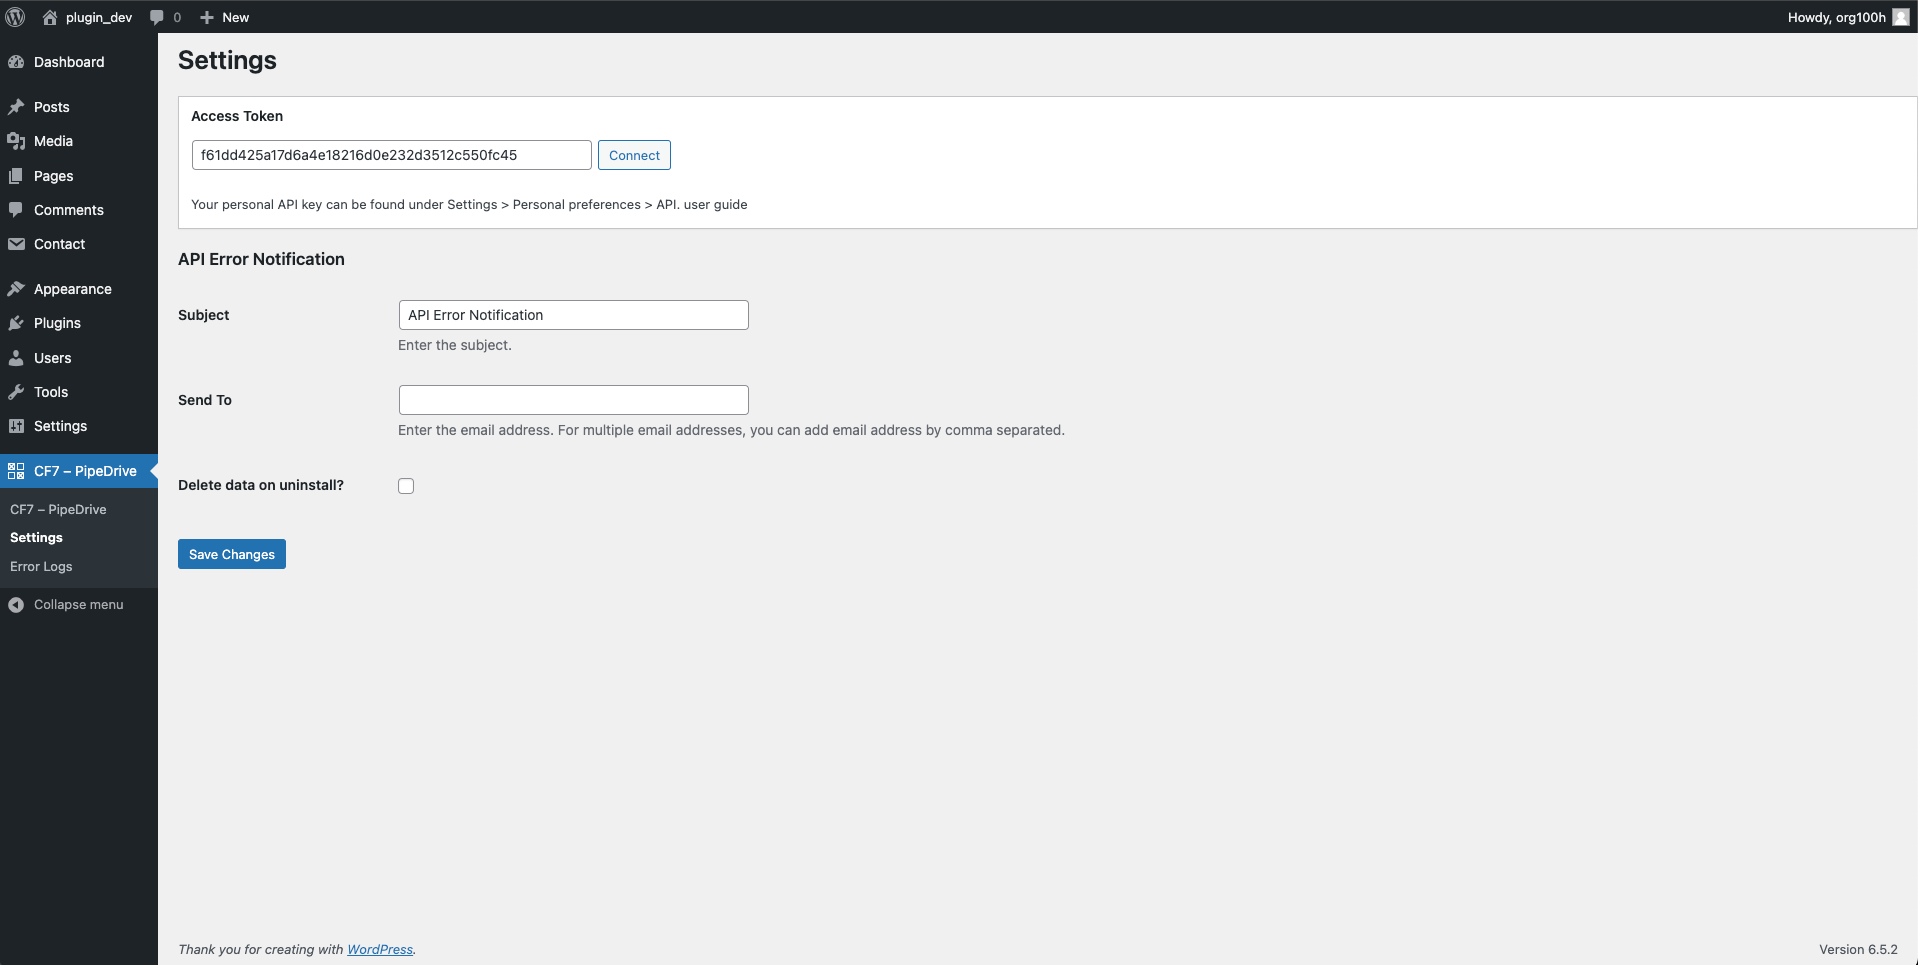 plugin_dev 0 New Howdy, org100h
Dashboard
Posts
Media
Pages
Comments
Contact
Appearance
Plugins
Users
Tools
Settings
CF7 – PipeDrive
CF7 – PipeDrive
Settings
Error Logs
Collapse menu
Settings
Access Token
f61dd425a17d6a4e18216d0e232d3512c550fc45 Connect
Your personal API key can be found under Settings > Personal preferences > API. user guide
API Error Notification
Subject API Error Notification
Enter the subject.
Send To
Enter the email address. For multiple email addresses, you can add email address by comma separated.
Delete data on uninstall?
Save Changes
Thank you for creating with WordPress. Version 6.5.2